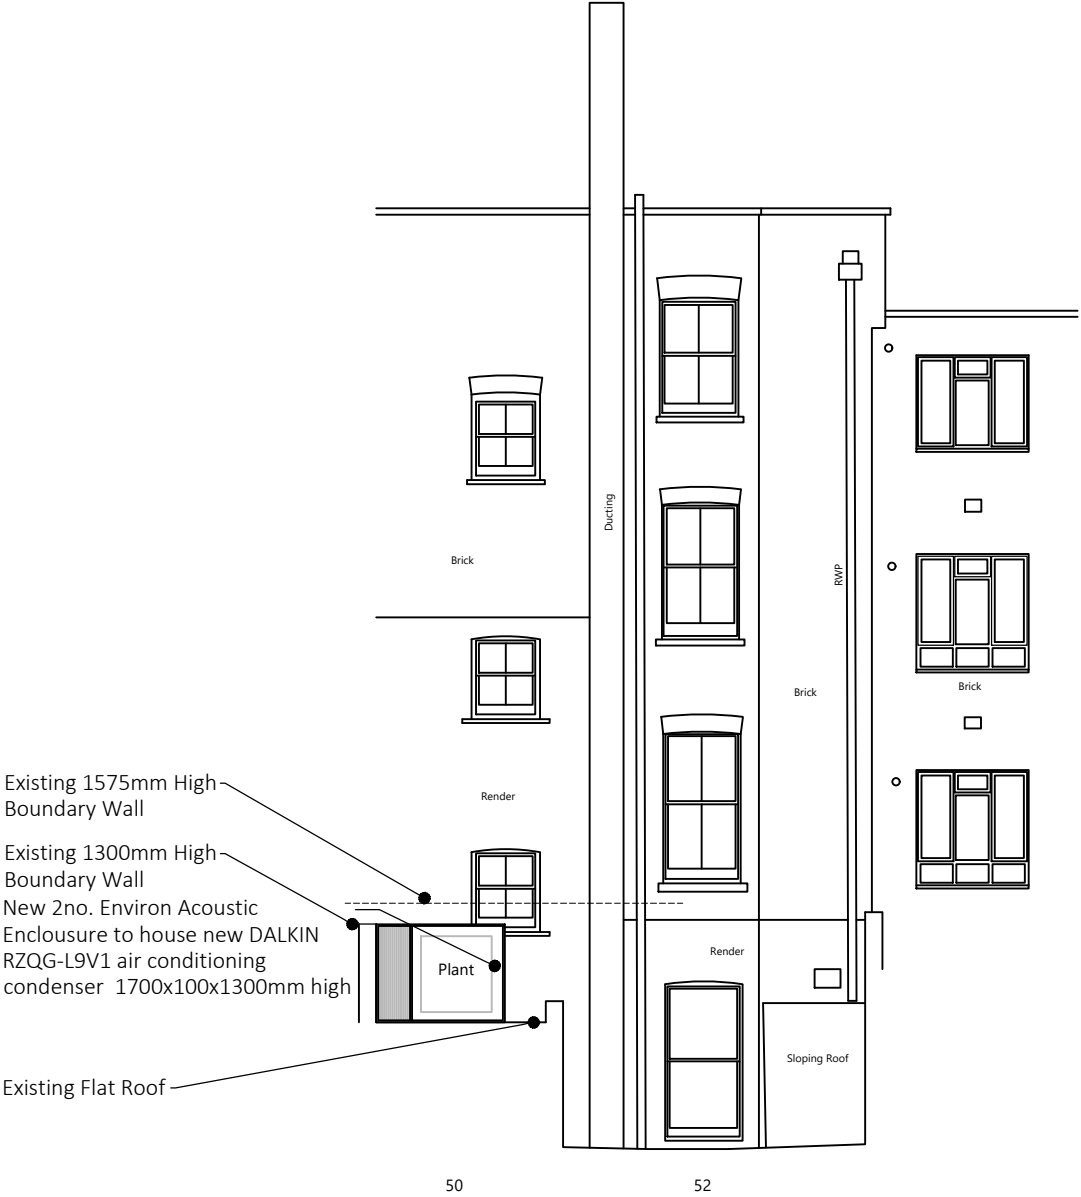 Ducting
Brick
RWP
Brick
Brick
Existing 1575mm High
Boundary Wall
Render
Existing 1300mm High
Boundary Wall
New 2no. Environ Acoustic
Enclousure to house new DALKIN
RZQG-L9V1 air conditioning
condenser 1700x100x1300mm high
Plant
Render
Sloping Roof
Existing Flat Roof
50
52